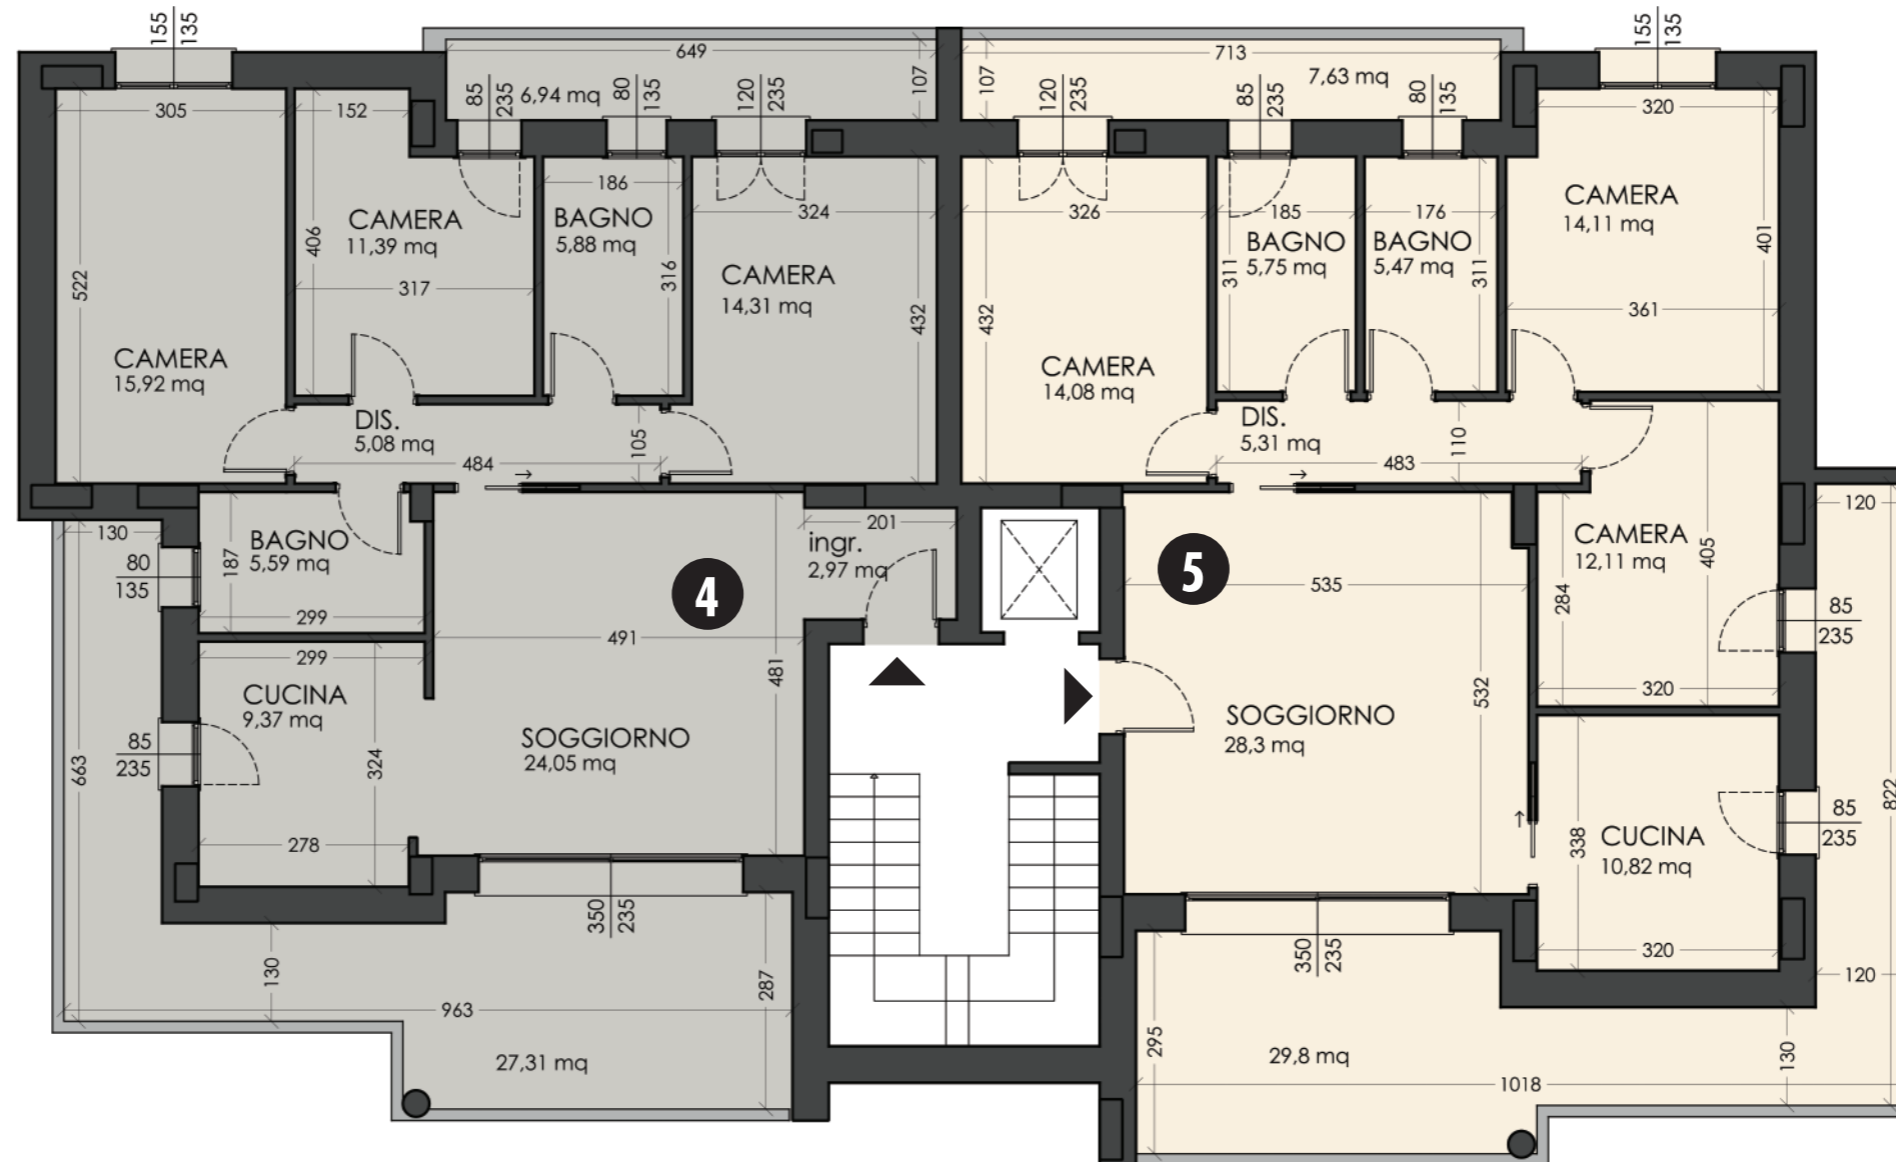 155
135
649
107
85
235
6,94 mq
80
135
120
235
107
713
7,63 mq
120
235
85
235
80
135
155
135
305
152
320
522
406
CAMERA
11,39 mq
317
186
BAGNO
5,88 mq
316
324
CAMERA
14,31 mq
432
CAMERA
15,92 mq
432
326
CAMERA
14,08 mq
185
BAGNO
5,75 mq
311
176
BAGNO
5,47 mq
311
CAMERA
14,11 mq
401
361
DIS.
5,08 mq
105
484
DIS.
5,31 mq
110
483
130
80
135
187
BAGNO
5,59 mq
299
201
ingr.
2,97 mq
4
5
535
CAMERA
12,11 mq
405
284
120
85
235
320
491
481
299
CUCINA
9,37 mq
85
235
663
324
278
SOGGIORNO
24,05 mq
SOGGIORNO
28,3 mq
532
CUCINA
10,82 mq
338
320
85
235
822
120
350
235
130
963
287
27,31 mq
350
235
295
29,8 mq
1018
130